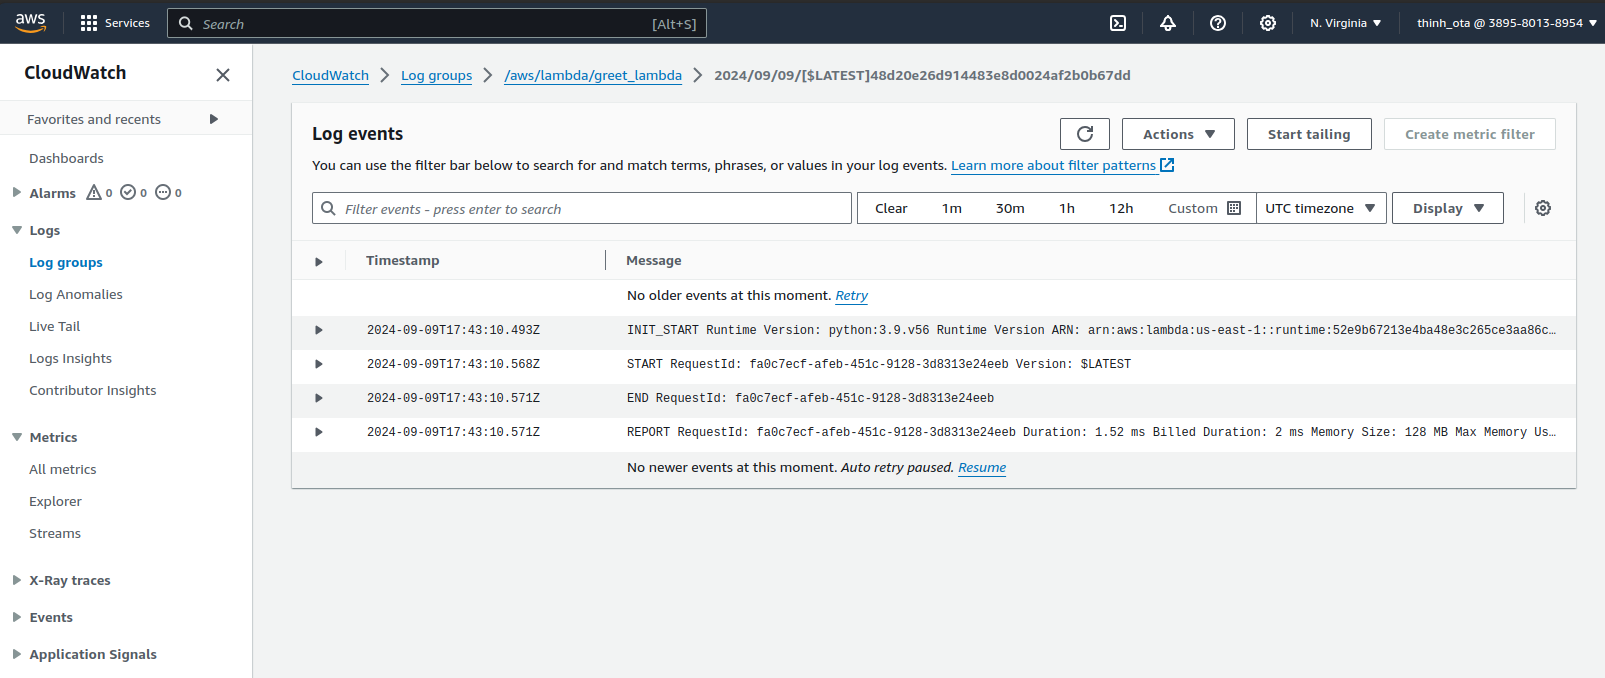 aws Services Search [Alt+S] N. Virginia thinh_ota @ 3895-8013-8954
CloudWatch
Favorites and recents
Dashboards
Alarms 0 0 0
Logs
Log groups
Log Anomalies
Live Tail
Logs Insights
Contributor Insights
Metrics
All metrics
Explorer
Streams
X-Ray traces
Events
Application Signals
CloudWatch Log groups /aws/lambda/greet_lambda 2024/09/09/[$LATEST]48d20e26d914483e8d0024af2b0b67dd
Log events Actions Start tailing Create metric filter
You can use the filter bar below to search for and match terms, phrases, or values in your log events. Learn more about filter patterns
Filter events - press enter to search Clear 1m 30m 1h 12h Custom UTC timezone Display
Timestamp Message
No older events at this moment. Retry
2024-09-09T17:43:10.493Z INIT_START Runtime Version: python:3.9.v56 Runtime Version ARN: arn:aws:lambda:us-east-1::runtime:52e9b67213e4ba48e3c265ce3aa86c…
2024-09-09T17:43:10.568Z START RequestId: fa0c7ecf-afeb-451c-9128-3d8313e24eeb Version: $LATEST
2024-09-09T17:43:10.571Z END RequestId: fa0c7ecf-afeb-451c-9128-3d8313e24eeb
2024-09-09T17:43:10.571Z REPORT RequestId: fa0c7ecf-afeb-451c-9128-3d8313e24eeb Duration: 1.52 ms Billed Duration: 2 ms Memory Size: 128 MB Max Memory Us…
No newer events at this moment. Auto retry paused. Resume